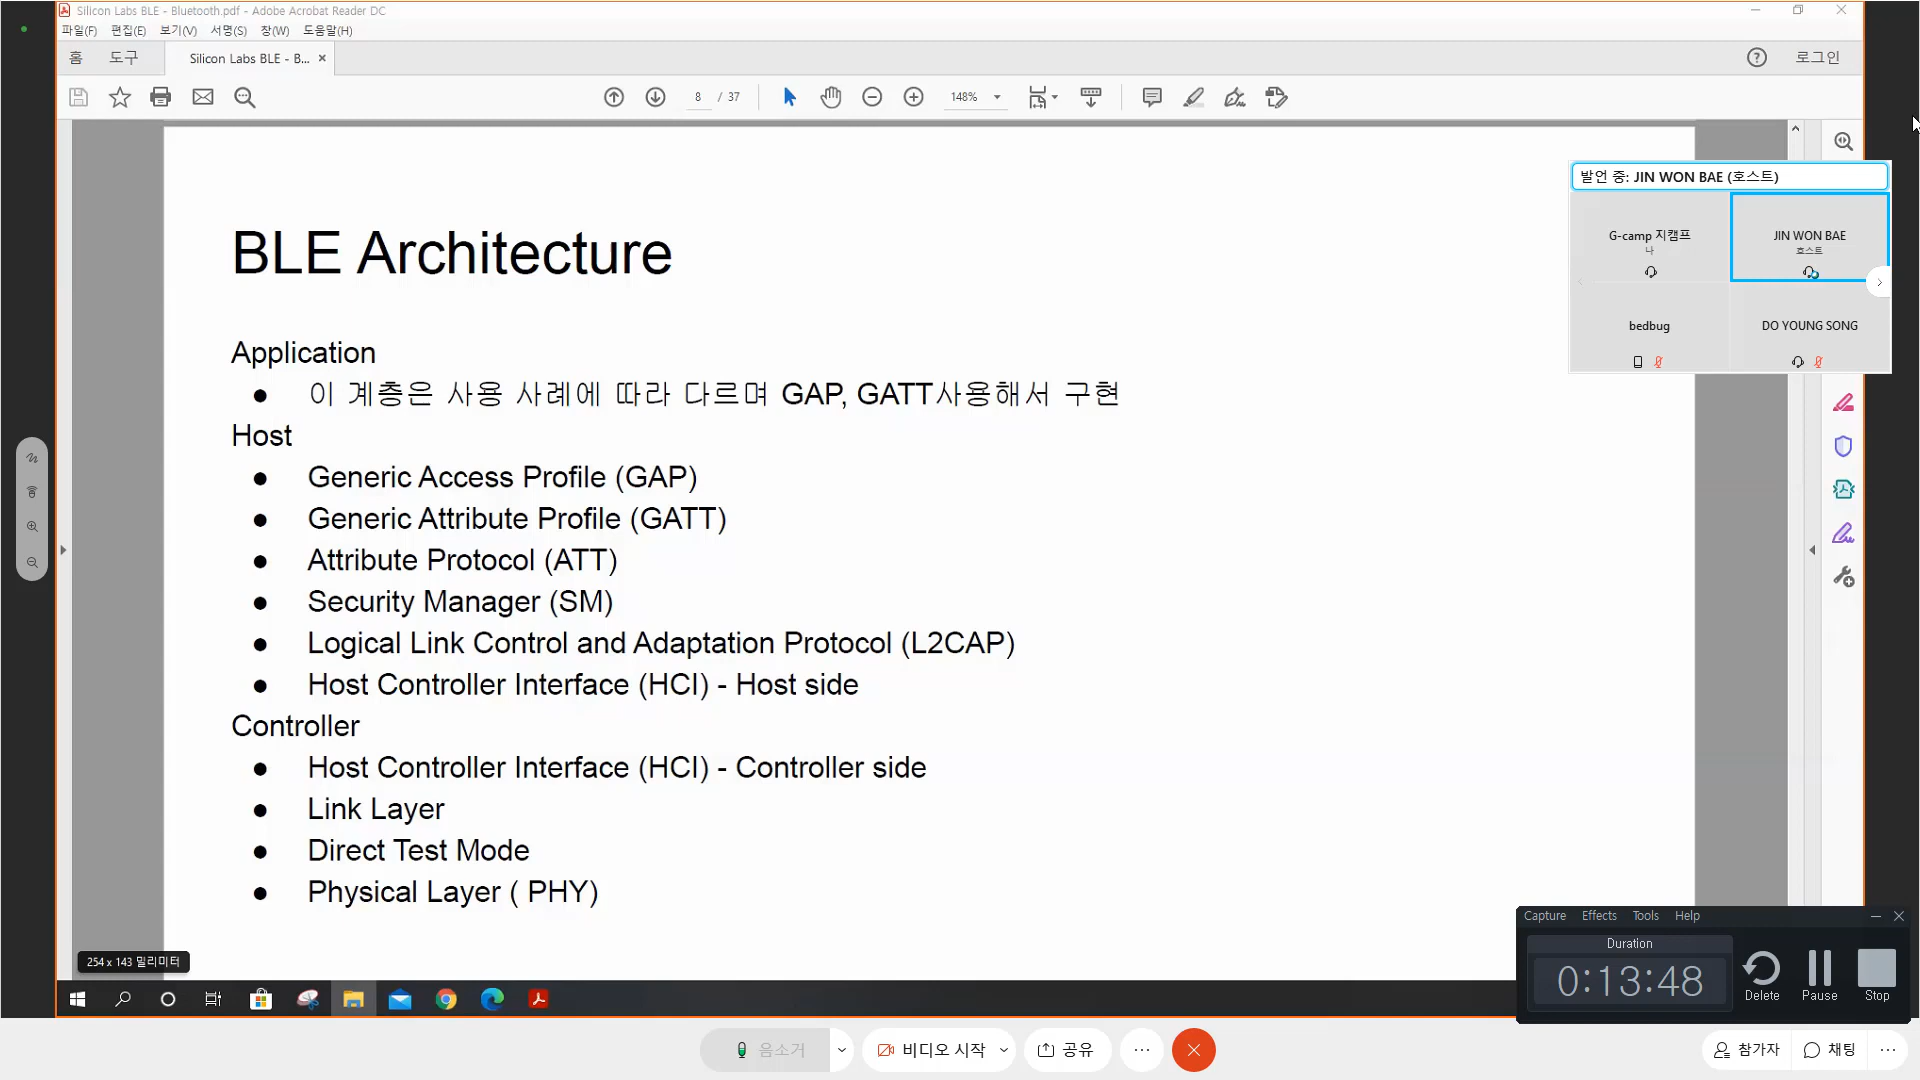 Silicon Labs BLE - Bluetooth.pdf - Adobe Acrobat Reader DC
파일(F) 편집(E) 보기(V) 서명(S) 창(W) 도움말(H)
홈 도구 Silicon Labs BLE - B... 로그인
8 / 37 148%
발언 중: JIN WON BAE (호스트)
G-camp 지캠프
나
JIN WON BAE
호스트
bedbug
DO YOUNG SONG
BLE Architecture
Application
● 이 계층은 사용 사례에 따라 다르며 GAP, GATT사용해서 구현
Host
● Generic Access Profile (GAP)
● Generic Attribute Profile (GATT)
● Attribute Protocol (ATT)
● Security Manager (SM)
● Logical Link Control and Adaptation Protocol (L2CAP)
● Host Controller Interface (HCI) - Host side
Controller
● Host Controller Interface (HCI) - Controller side
● Link Layer
● Direct Test Mode
● Physical Layer ( PHY)
254 x 143 밀리미터
Capture Effects Tools Help
Duration
0:13:48
Delete Pause Stop
음소거 비디오 시작 공유 참가자 채팅